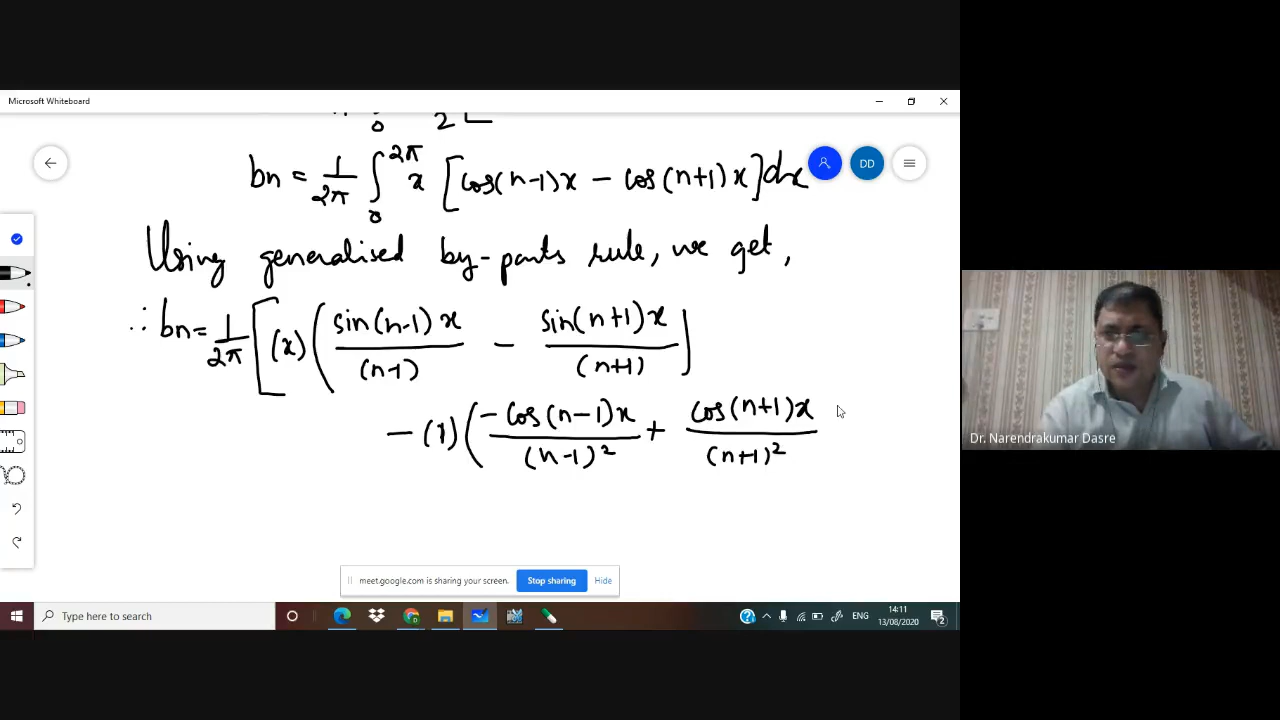 Microsoft Whiteboard
0 2 [
bn = 1/2π ∫₀^2π x [cos(n-1)x - cos(n+1)x] dx
DD
Using generalised by-parts rule, we get,
∴ bn = 1/2π [(x) ( sin(n-1)x/(n-1) - sin(n+1)x/(n+1) )
- (1) ( -cos(n-1)x/(n-1)² + cos(n+1)x/(n+1)²
Dr. Narendrakumar Dasre
meet.google.com is sharing your screen. Stop sharing Hide
Type here to search
ENG
14:11
13/08/2020
2